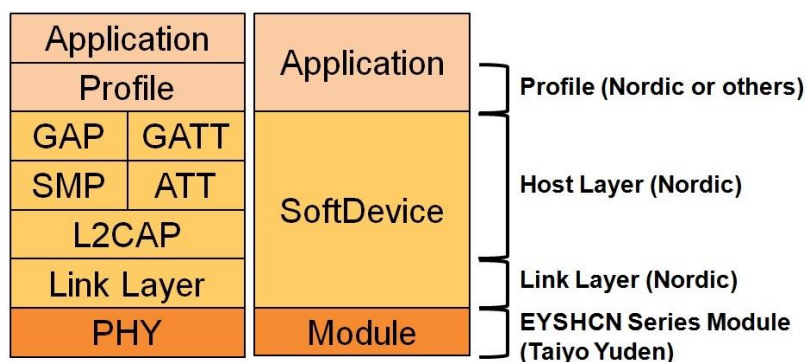 Application
Profile
GAP
GATT
SMP
ATT
L2CAP
Link Layer
PHY
Application
SoftDevice
Module
Profile (Nordic or others)
Host Layer (Nordic)
Link Layer (Nordic)
EYSHCN Series Module
(Taiyo Yuden)